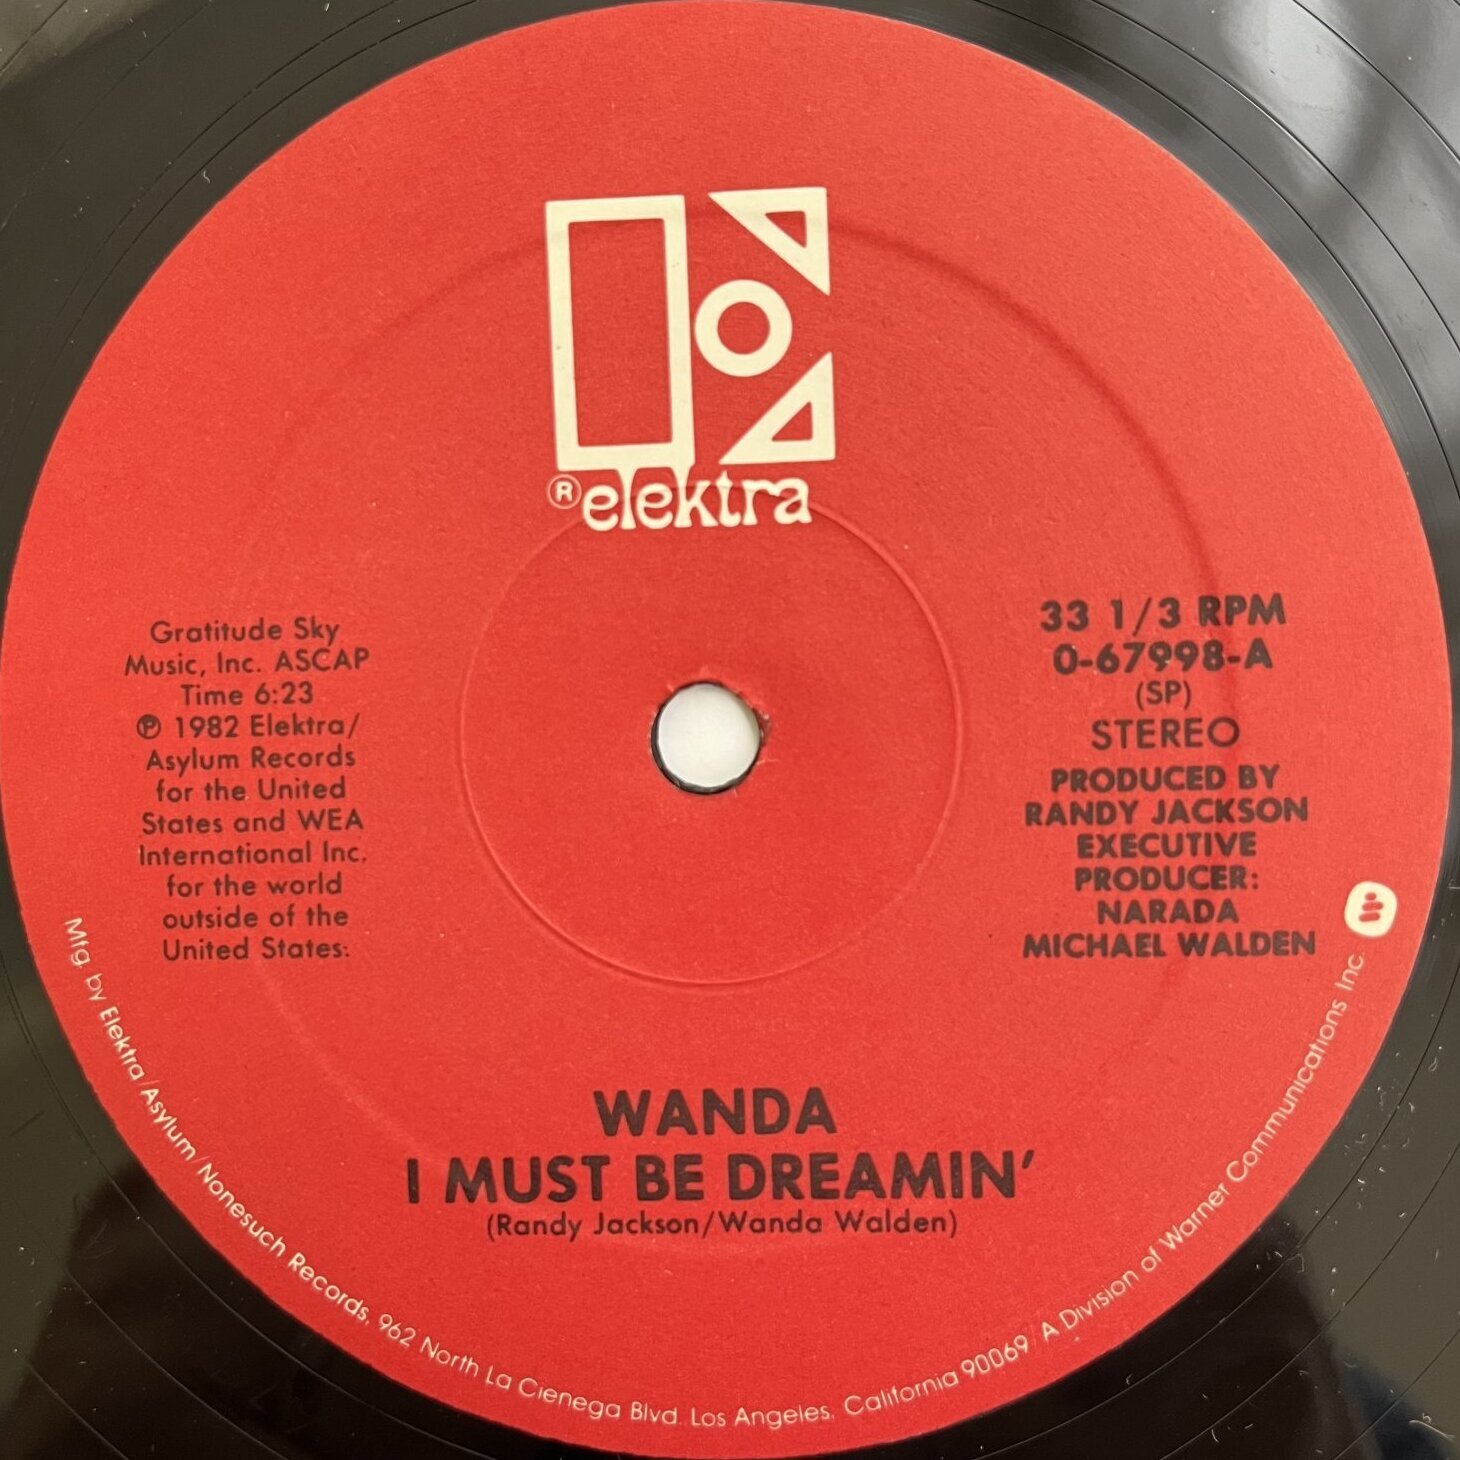 ® elektra
Gratitude Sky
Music, Inc. ASCAP
Time 6:23
℗ 1982 Elektra/
Asylum Records
for the United
States and WEA
International Inc.
for the world
outside of the
United States.
33 1/3 RPM
0-67998-A
(SP)
STEREO
PRODUCED BY
RANDY JACKSON
EXECUTIVE
PRODUCER:
NARADA
MICHAEL WALDEN
WANDA
I MUST BE DREAMIN'
(Randy Jackson/Wanda Walden)
Mfg. by Elektra/Asylum/Nonesuch Records, 962 North La Cienega Blvd. Los Angeles, California 90069/A Division of Warner Communications Inc.